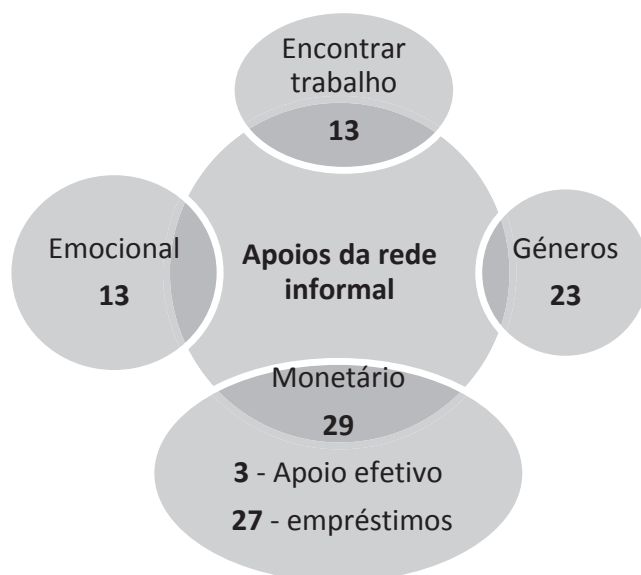 Encontrar
trabalho
13
Emocional
13
Apoios da rede
informal
Géneros
23
Monetário
29
3 - Apoio efetivo
27 - empréstimos